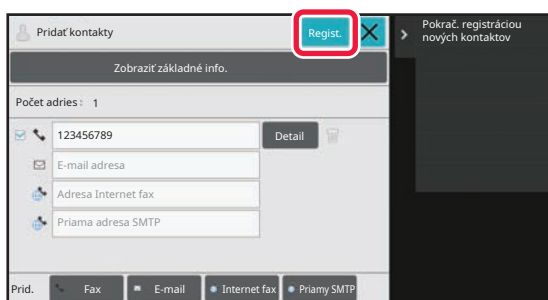 Pridať kontakty
Regist.
Pokrač. registráciou
nových kontaktov
Zobraziť základné info.
Počet adries : 1
123456789
Detail
E-mail adresa
Adresa Internet fax
Priama adresa SMTP
Prid.
Fax
E-mail
Internet fax
Priamy SMTP